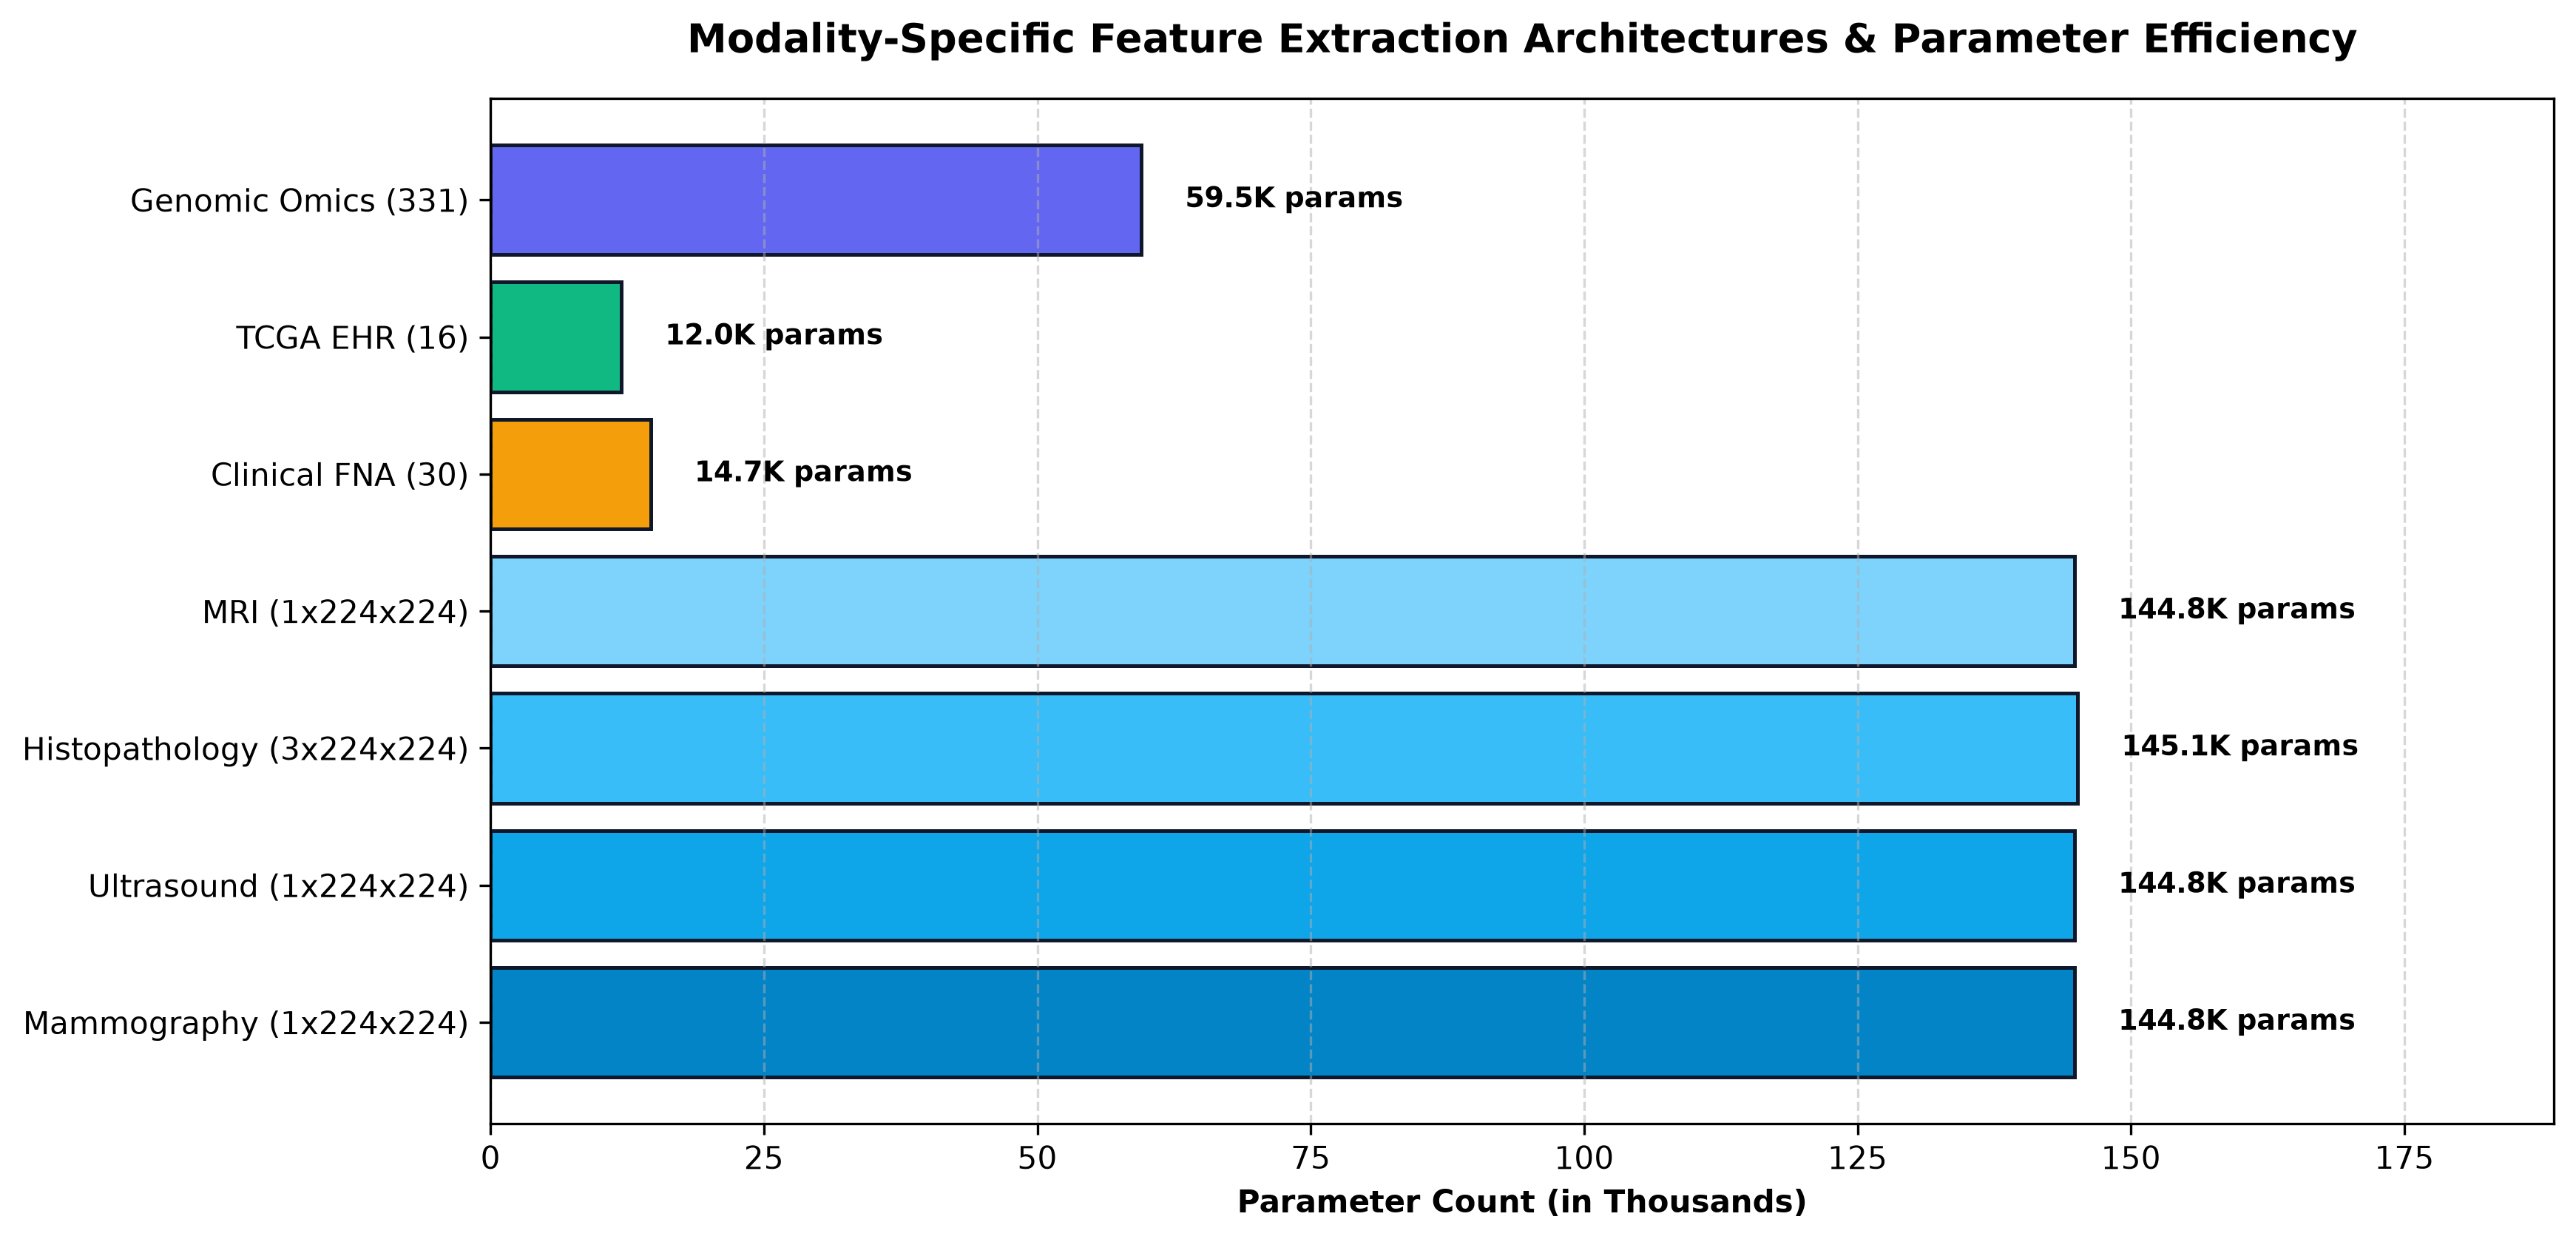 Modality-Specific Feature Extraction Architectures & Parameter Efficiency
Genomic Omics (331)
59.5K params
TCGA EHR (16)
12.0K params
Clinical FNA (30)
14.7K params
MRI (1x224x224)
144.8K params
Histopathology (3x224x224)
145.1K params
Ultrasound (1x224x224)
144.8K params
Mammography (1x224x224)
144.8K params
0 25 50 75 100 125 150 175
Parameter Count (in Thousands)